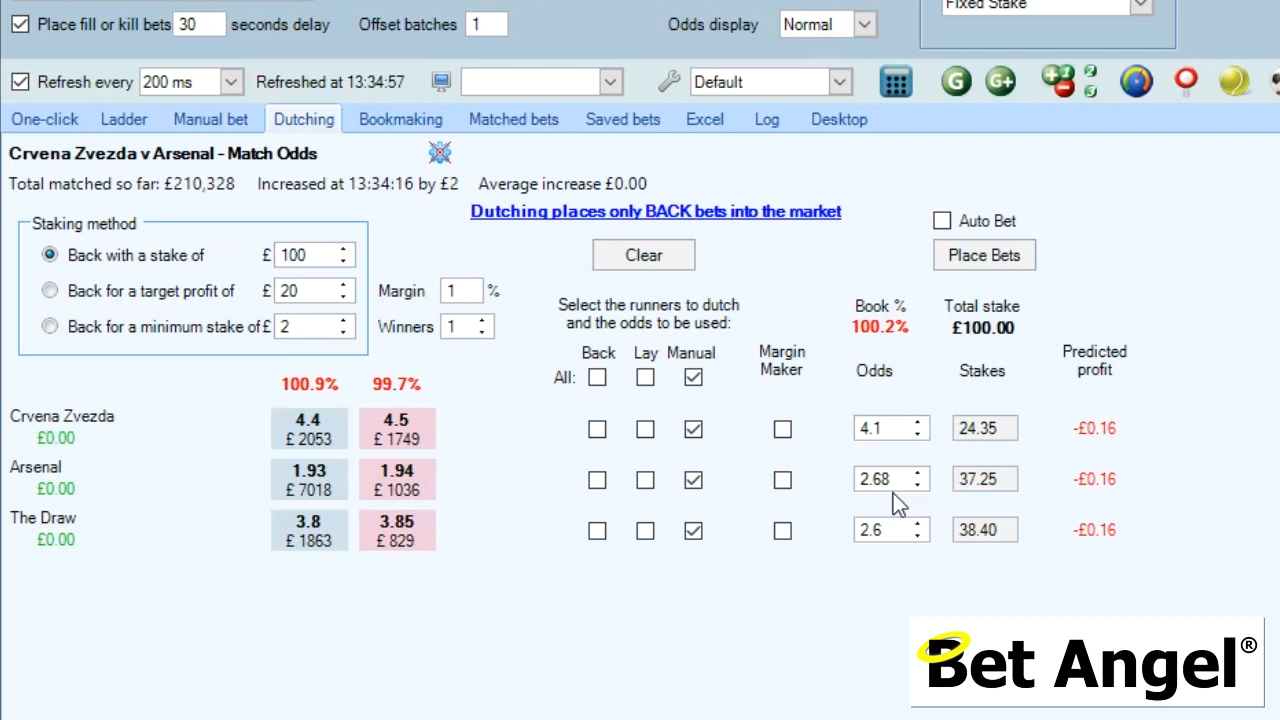 Fixed Stake
Place fill or kill bets 30 seconds delay Offset batches 1 Odds display Normal
Refresh every 200 ms Refreshed at 13:34:57 Default G G+
One-click Ladder Manual bet Dutching Bookmaking Matched bets Saved bets Excel Log Desktop
Crvena Zvezda v Arsenal - Match Odds
Total matched so far: £210,328 Increased at 13:34:16 by £2 Average increase £0.00
Dutching places only BACK bets into the market
Auto Bet
Staking method
Back with a stake of £ 100
Clear
Place Bets
Back for a target profit of £ 20
Margin 1 %
Back for a minimum stake of £ 2
Winners 1
Select the runners to dutch
and the odds to be used:
Book % Total stake
100.2% £100.00
Back Lay Manual
All:
Margin
Maker
Odds Stakes
Predicted
profit
100.9% 99.7%
Crvena Zvezda
£0.00
4.4 4.5
£ 2053 £ 1749
4.1 24.35 -£0.16
Arsenal
£0.00
1.93 1.94
£ 7018 £ 1036
2.68 37.25 -£0.16
The Draw
£0.00
3.8 3.85
£ 1863 £ 829
2.6 38.40 -£0.16
Bet Angel®